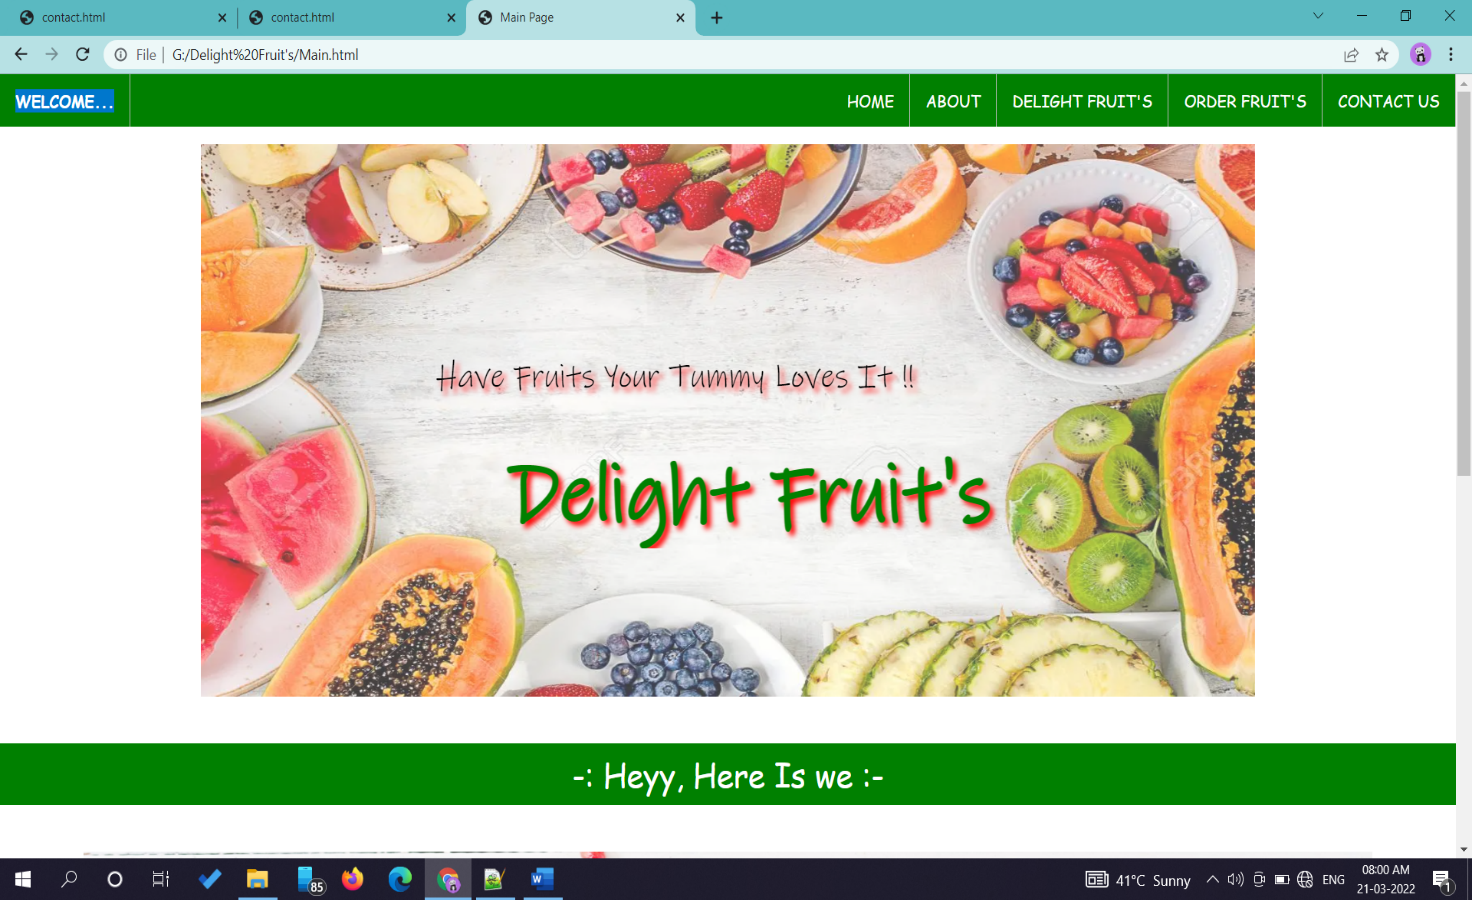 contact.html
contact.html
Main Page
File | G:/Delight%20Fruit's/Main.html
WELCOME...
HOME
ABOUT
DELIGHT FRUIT'S
ORDER FRUIT'S
CONTACT US
Have Fruits Your Tummy Loves It !!
Delight Fruit's
-: Heyy, Here Is we :-
85
41°C Sunny
ENG
08:00 AM
21-03-2022
1